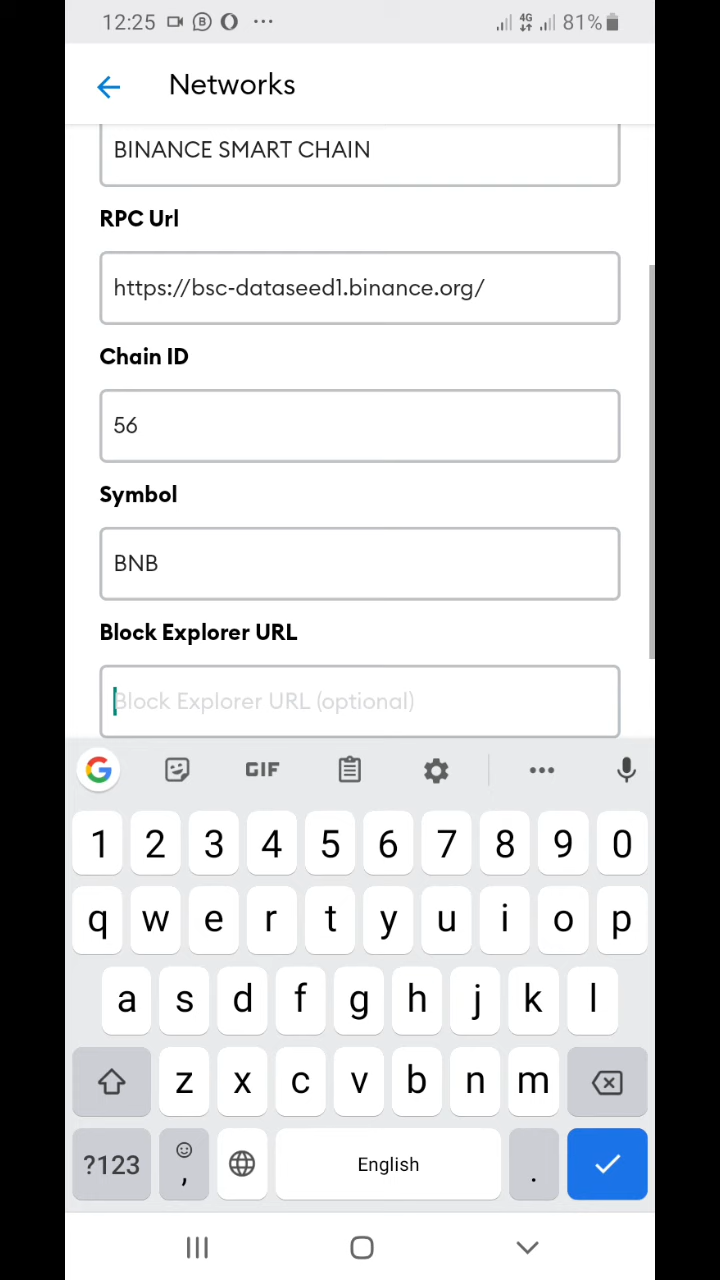 12:25 B ... 4G 81%
Networks
BINANCE SMART CHAIN
RPC Url
https://bsc-dataseed1.binance.org/
Chain ID
56
Symbol
BNB
Block Explorer URL
Block Explorer URL (optional)
G GIF ...
1 2 3 4 5 6 7 8 9 0
q w e r t y u i o p
a s d f g h j k l
z x c v b n m
?123 , English .